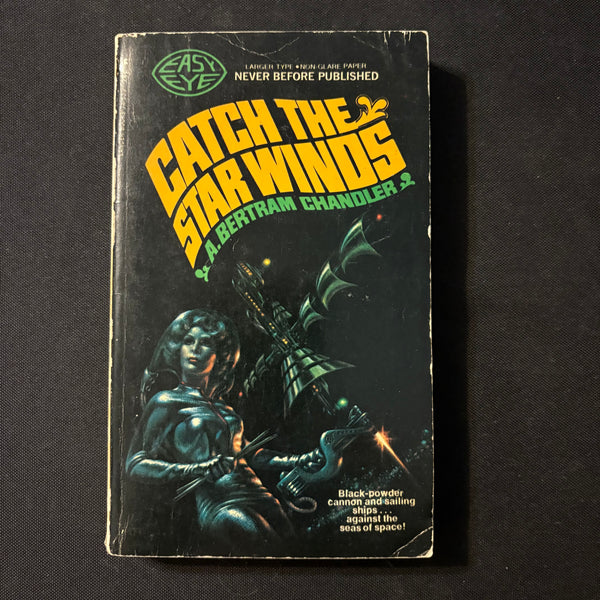 EASY
EYE
LARGER TYPE • NON-GLARE PAPER
NEVER BEFORE PUBLISHED
CATCH THE
STAR WINDS
A. BERTRAM CHANDLER
Black-powder
cannon and sailing
ships...
against the
seas of space!